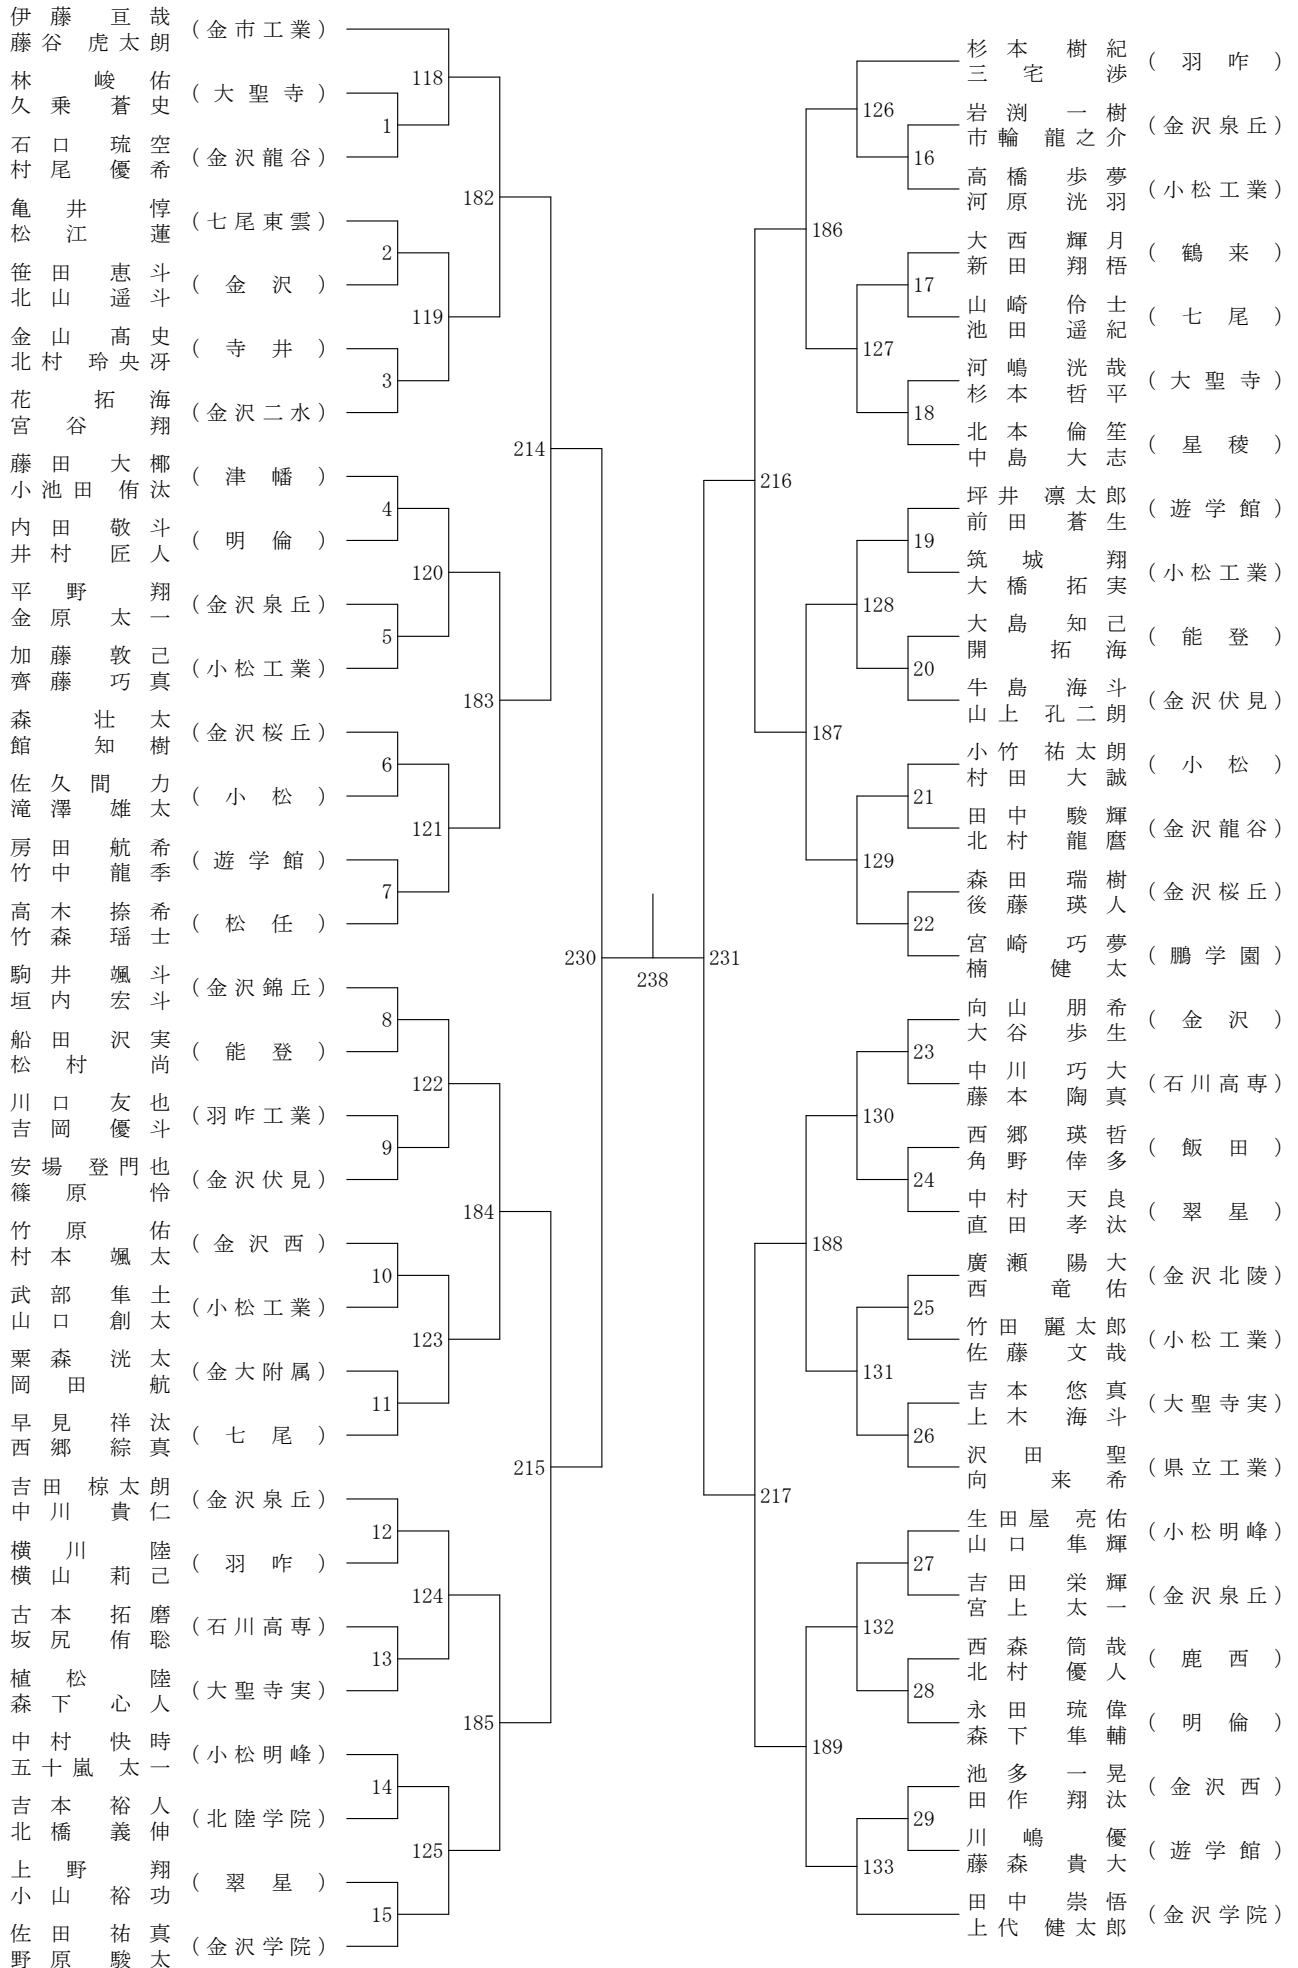 伊藤 亘哉
藤谷 虎太朗
(金市工業)
林 峻佑
久乗 蒼史
(大聖寺)
石口 琉空
村尾 優希
(金沢龍谷)
亀井 惇
松江 蓮
(七尾東雲)
笹田 恵斗
北山 遥斗
(金沢)
金山 髙史
北村 玲央冴
(寺井)
花 拓海
宮谷 翔
(金沢二水)
藤田 大椰
小池田 侑汰
(津幡)
内田 敬斗
井村 匠人
(明倫)
平野 翔
金原 太一
(金沢泉丘)
加藤 敦己
齊藤 巧真
(小松工業)
森 壮太
館 知樹
(金沢桜丘)
佐久間 力
滝澤 雄太
(小松)
房田 航希
竹中 龍季
(遊学館)
高木 捺希
竹森 瑶士
(松任)
駒井 颯斗
垣内 宏斗
(金沢錦丘)
船田 沢実
松村 尚
(能登)
川口 友也
吉岡 優斗
(羽咋工業)
安場 登門也
篠原 怜
(金沢伏見)
竹原 佑
村本 颯太
(金沢西)
武部 隼士
山口 創太
(小松工業)
栗森 洸太
岡田 航
(金大附属)
早見 祥汰
西郷 綜真
(七尾)
吉田 椋太朗
中川 貴仁
(金沢泉丘)
横川 陸
横山 莉己
(羽咋)
古本 拓磨
坂尻 侑聡
(石川高専)
植松 陸
森下 心人
(大聖寺実)
中村 快時
五十嵐 太一
(小松明峰)
吉本 裕人
北橋 義伸
(北陸学院)
上野 翔
小山 裕功
(翠星)
佐田 祐真
野原 駿太
(金沢学院)
1
2
3
4
5
6
7
8
9
10
11
12
13
14
15
118
119
120
121
122
123
124
125
182
183
184
185
214
215
230
238
231
216
217
186
187
188
189
126
127
128
129
130
131
132
133
16
17
18
19
20
21
22
23
24
25
26
27
28
29
杉本 樹紀
三宅 渉
(羽咋)
岩渕 一樹
市輪 龍之介
(金沢泉丘)
高橋 歩夢
河原 洸羽
(小松工業)
大西 輝月
新田 翔梧
(鶴来)
山崎 伶士
池田 遥紀
(七尾)
河嶋 洸哉
杉本 哲平
(大聖寺)
北本 倫笙
中島 大志
(星稜)
坪井 凛太郎
前田 蒼生
(遊学館)
筑城 翔
大橋 拓実
(小松工業)
大島 知己
開 拓海
(能登)
牛島 海斗
山上 孔二朗
(金沢伏見)
小竹 祐太朗
村田 大誠
(小松)
田中 駿輝
北村 龍麿
(金沢龍谷)
森田 瑞樹
後藤 瑛人
(金沢桜丘)
宮崎 巧夢
楠 健太
(鵬学園)
向山 朋希
大谷 歩生
(金沢)
中川 巧大
藤本 陶真
(石川高専)
西郷 瑛哲
角野 倖多
(飯田)
中村 天良
直田 孝汰
(翠星)
廣瀬 陽大
西 竜佑
(金沢北陵)
竹田 麗太郎
佐藤 文哉
(小松工業)
吉本 悠真
上木 海斗
(大聖寺実)
沢田 聖
向 来希
(県立工業)
生田屋 亮佑
山口 隼輝
(小松明峰)
吉田 栄輝
宮上 太一
(金沢泉丘)
西森 筒哉
北村 優人
(鹿西)
永田 琉偉
森下 隼輔
(明倫)
池多 一晃
田作 翔汰
(金沢西)
川嶋 優
藤森 貴大
(遊学館)
田中 崇悟
上代 健太郎
(金沢学院)